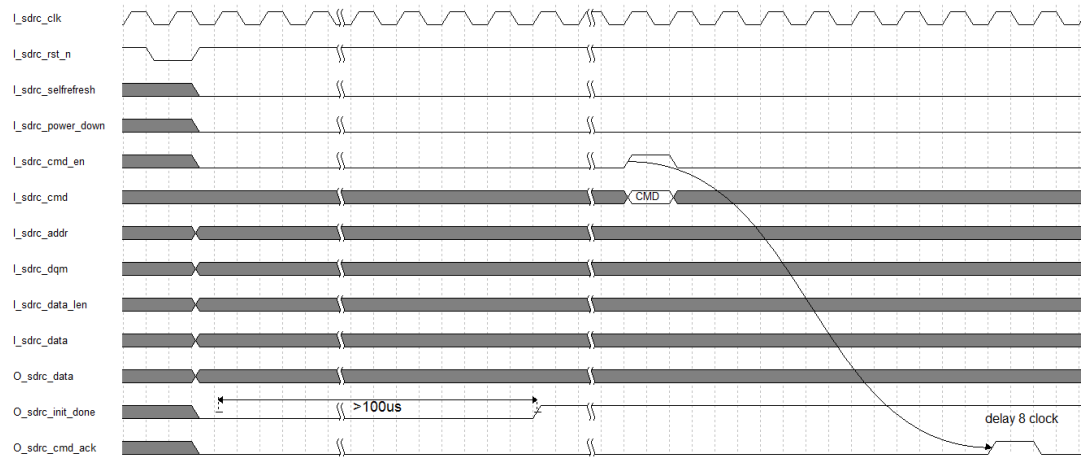 I_sdrc_clk
I_sdrc_rst_n
I_sdrc_selfrefresh
I_sdrc_power_down
I_sdrc_cmd_en
I_sdrc_cmd
CMD
I_sdrc_addr
I_sdrc_dqm
I_sdrc_data_len
I_sdrc_data
O_sdrc_data
>100us
O_sdrc_init_done
delay 8 clock
O_sdrc_cmd_ack